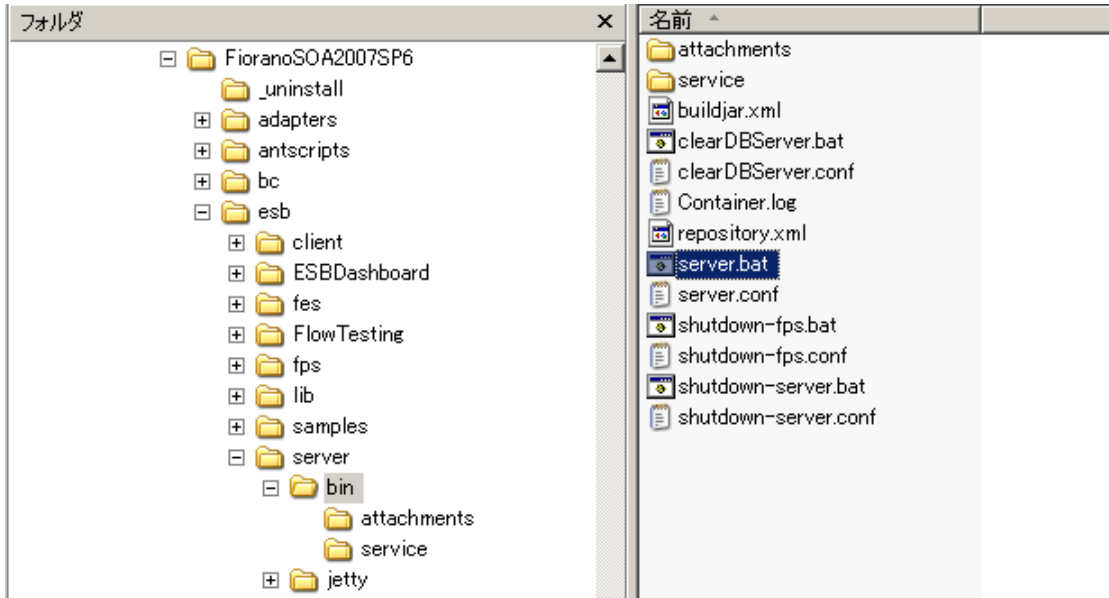 フォルダ
FioranoSOA2007SP6
_uninstall
adapters
antscripts
bc
esb
client
ESBDashboard
fes
FlowTesting
fps
lib
samples
server
bin
attachments
service
jetty
名前
attachments
service
buildjar.xml
clearDBServer.bat
clearDBServer.conf
Container.log
repository.xml
server.bat
server.conf
shutdown-fps.bat
shutdown-fps.conf
shutdown-server.bat
shutdown-server.conf